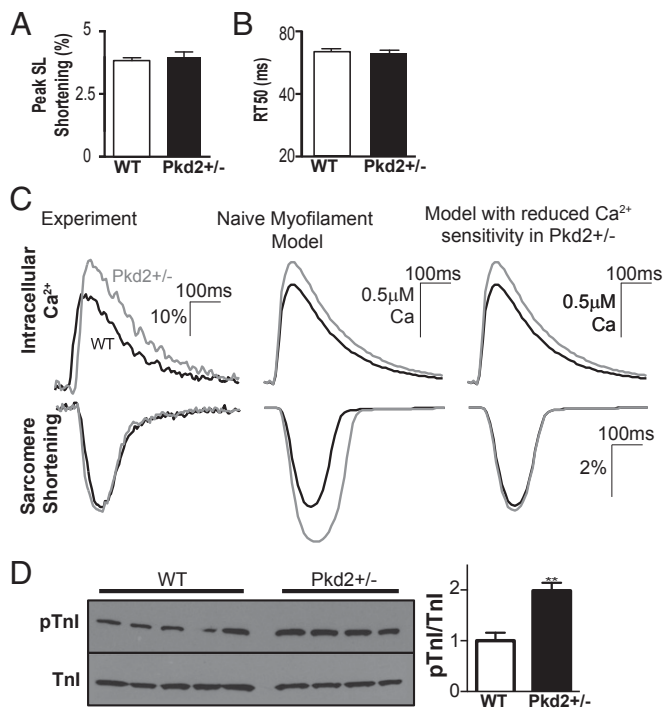 A
Peak SL
Shortening (%)
5
2.5
0
WT
Pkd2+/-
B
RT50 (ms)
80
40
20
WT
Pkd2+/-
C
Experiment
Naive Myofilament
Model
Model with reduced Ca²⁺
sensitivity in Pkd2+/-
Intracellular
Ca²⁺
Pkd2+/-
WT
100ms
10%
100ms
0.5µM
Ca
100ms
0.5µM
Ca
Sarcomere
Shortening
100ms
2%
D
WT
Pkd2+/-
pTnI
TnI
pTnI/TnI
2
1
0
**
WT
Pkd2+/-